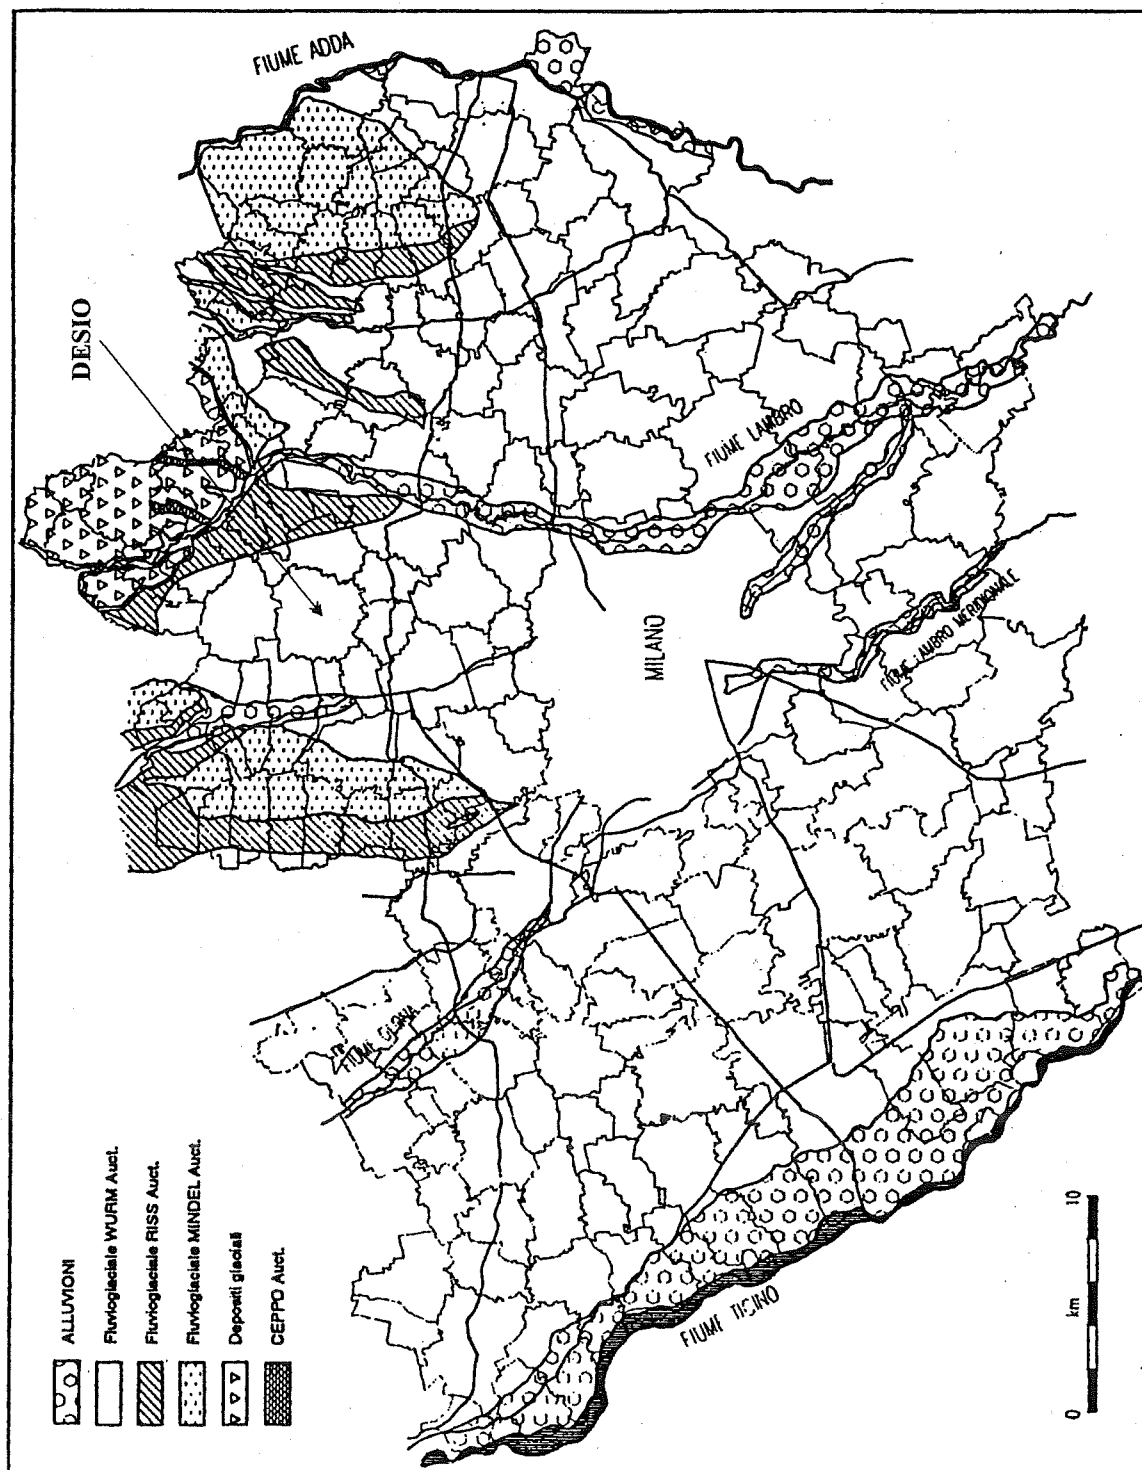 ALLUVIONI
Fluvioglaciale WURM Auct.
Fluvioglaciale RISS Auct.
Fluvioglaciale MINDEL Auct.
Depositi glaciali
CEPPO Auct.
FIUME OLONA
FIUME TICINO
DESIO
MILANO
FIUME ADDA
FIUME LAMBRO
FIUME LAMBRO MERIDIONALE
0
km
10